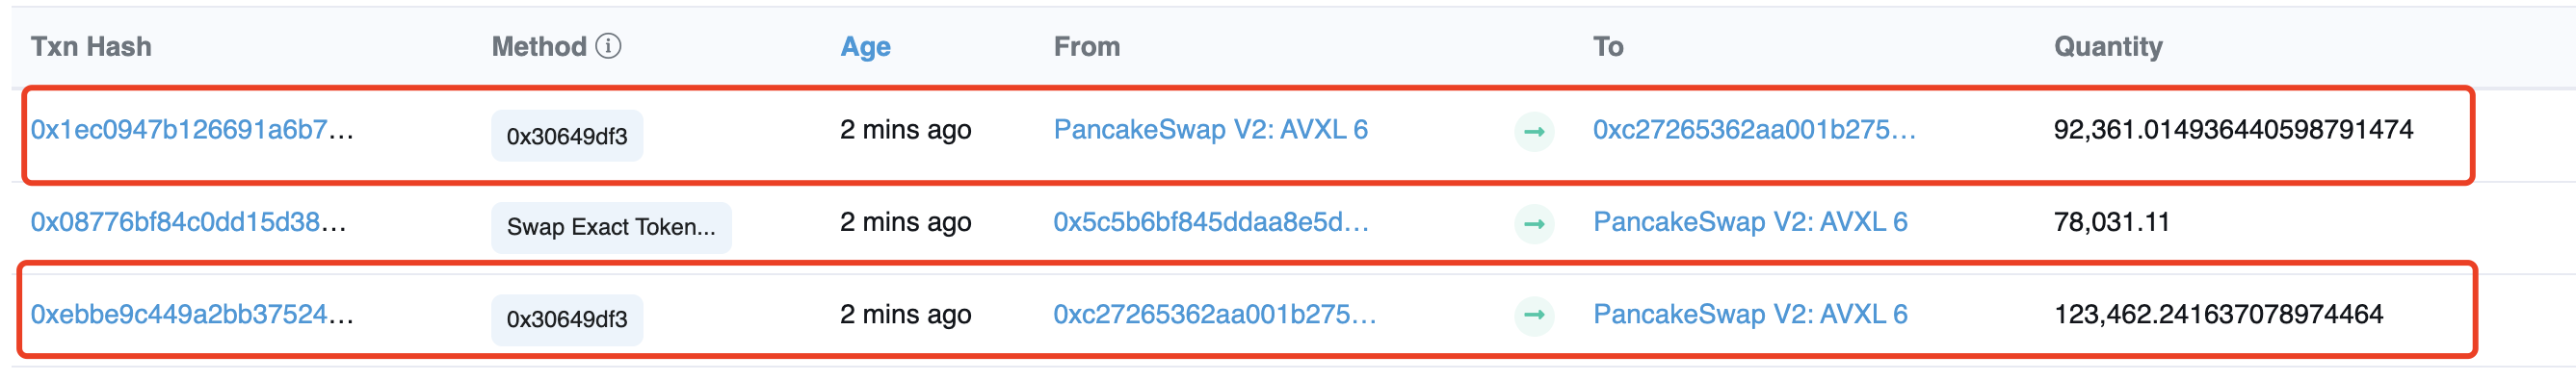 Txn Hash Method Age From To Quantity
0x1ec0947b126691a6b7... 0x30649df3 2 mins ago PancakeSwap V2: AVXL 6 0xc27265362aa001b275... 92,361.014936440598791474
0x08776bf84c0dd15d38... Swap Exact Token... 2 mins ago 0x5c5b6bf845ddaa8e5d... PancakeSwap V2: AVXL 6 78,031.11
0xebbe9c449a2bb37524... 0x30649df3 2 mins ago 0xc27265362aa001b275... PancakeSwap V2: AVXL 6 123,462.241637078974464